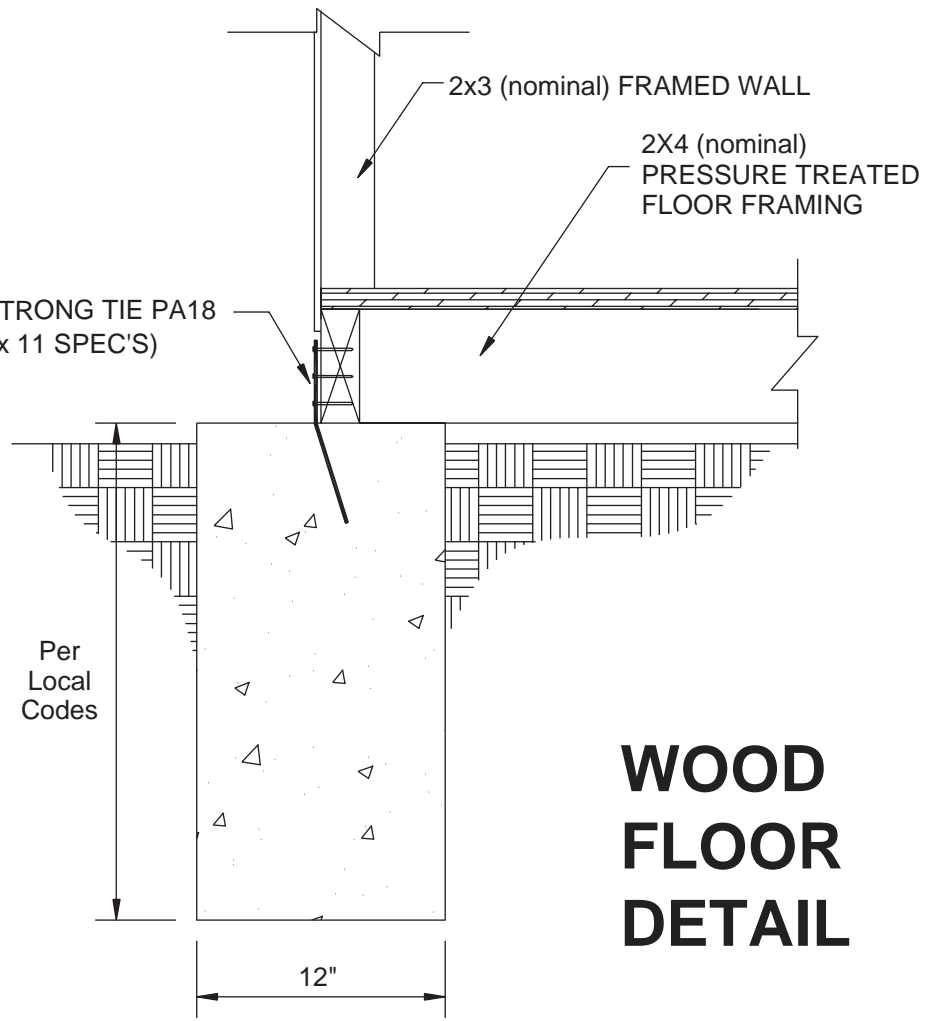 2x3 (nominal) FRAMED WALL
2X4 (nominal)
PRESSURE TREATED
FLOOR FRAMING
TRONG TIE PA18
x 11 SPEC'S)
Per
Local
Codes
12"
WOOD
FLOOR
DETAIL